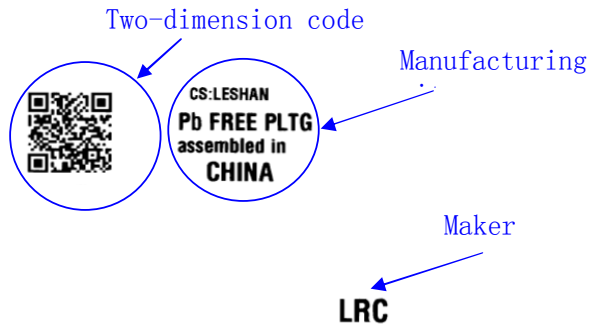 Two-dimension code
Manufacturing
CS:LESHAN
Pb FREE PLTG
assembled in
CHINA
Maker
LRC